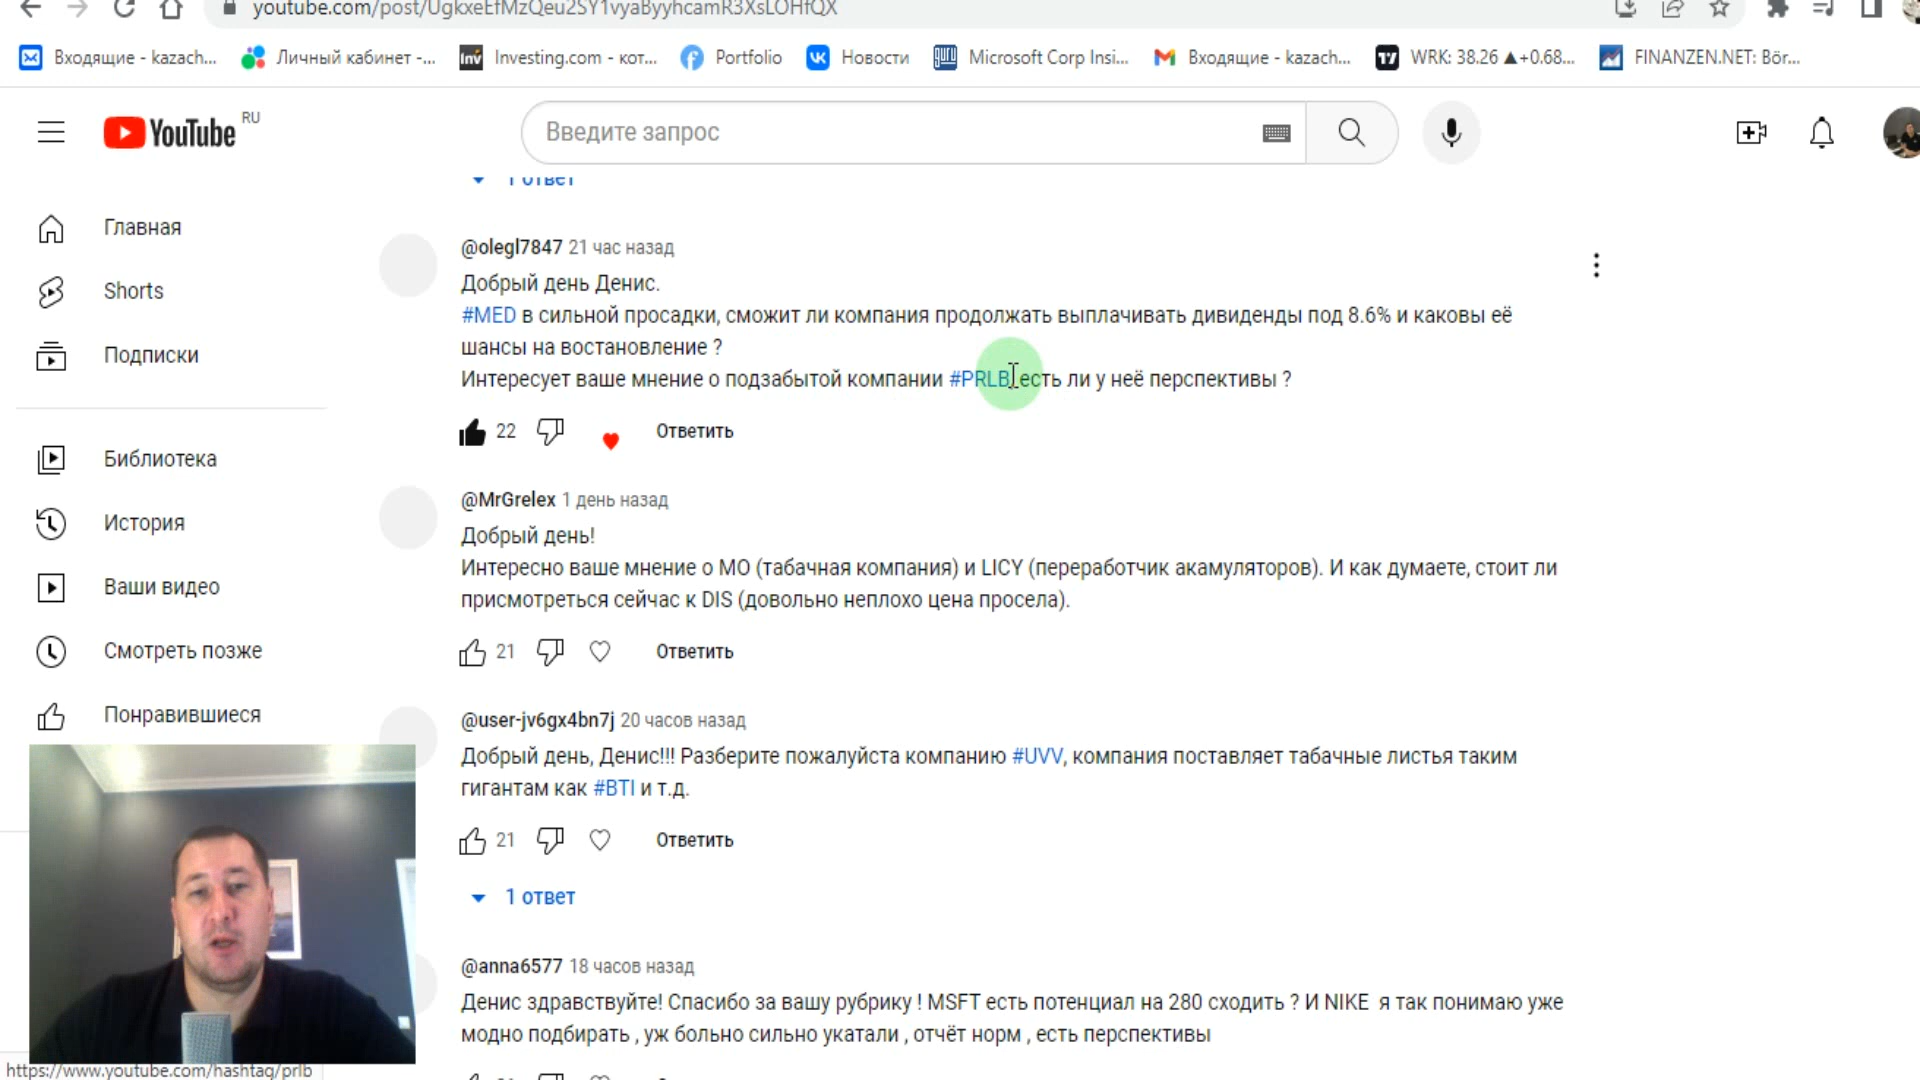 youtube.com/post/UgkxeEfMzQeu2SY1vyaByyhcamR3XsLOHfQX
Входящие - kazach...
Личный кабинет -...
Inv
Investing.com - кот...
Portfolio
Новости
guru
Microsoft Corp Insi...
Входящие - kazach...
WRK: 38.26 ▲+0.68...
FINANZEN.NET: Bör...
YouTube RU
Введите запрос
1 ответ
Главная
Shorts
Подписки
Библиотека
История
Ваши видео
Смотреть позже
Понравившиеся
@olegl7847 21 час назад
Добрый день Денис.
#MED в сильной просадки, сможит ли компания продолжать выплачивать дивиденды под 8.6% и каковы её
шансы на востановление ?
Интересует ваше мнение о подзабытой компании #PRLB есть ли у неё перспективы ?
22 Ответить
@MrGrelex 1 день назад
Добрый день!
Интересно ваше мнение о MO (табачная компания) и LICY (переработчик акамуляторов). И как думаете, стоит ли
присмотреться сейчас к DIS (довольно неплохо цена просела).
21 Ответить
@user-jv6gx4bn7j 20 часов назад
Добрый день, Денис!!! Разберите пожалуйста компанию #UVV, компания поставляет табачные листья таким
гигантам как #BTI и т.д.
21 Ответить
1 ответ
@anna6577 18 часов назад
Денис здравствуйте! Спасибо за вашу рубрику ! MSFT есть потенциал на 280 сходить ? И NIKE я так понимаю уже
модно подбирать , уж больно сильно укатали , отчёт норм , есть перспективы
https://www.youtube.com/hashtag/prlb